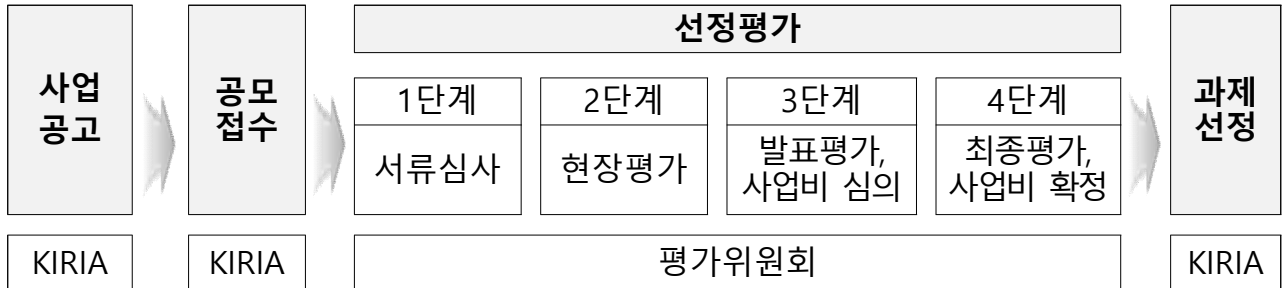 사업
공고
공모
접수
선정평가
1단계
서류심사
2단계
현장평가
3단계
발표평가,
사업비 심의
4단계
최종평가,
사업비 확정
과제
선정
KIRIA
KIRIA
평가위원회
KIRIA